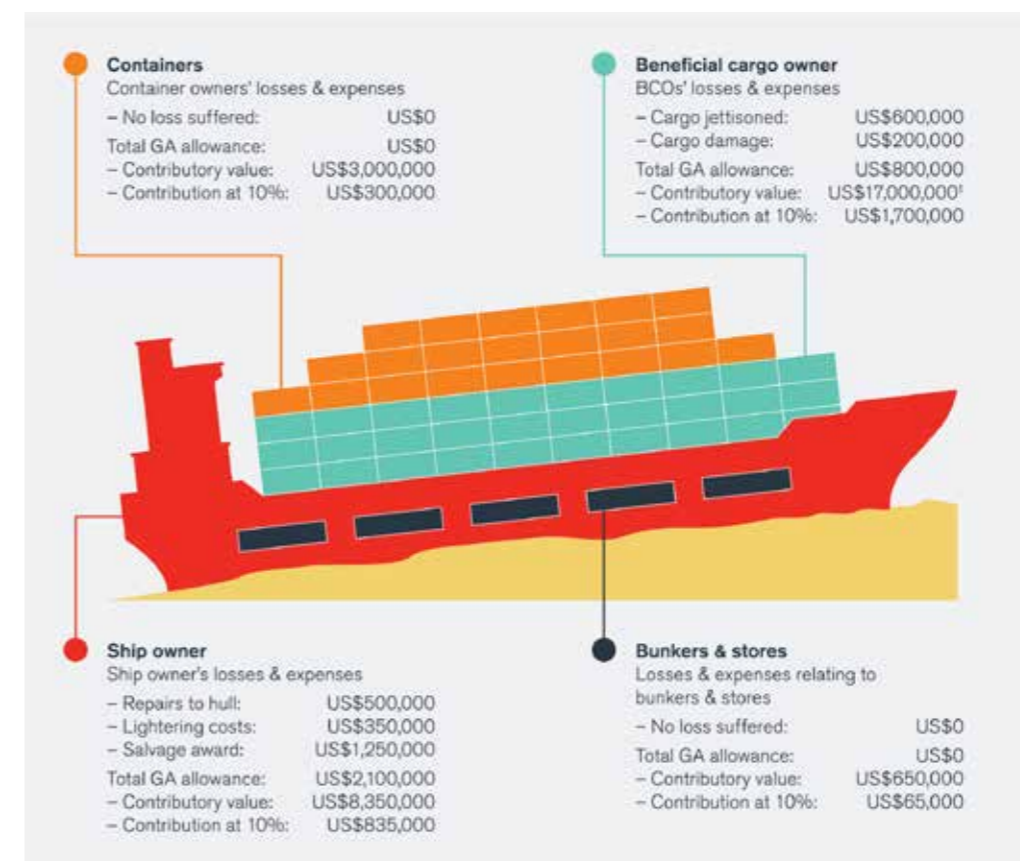 Containers
Container owners' losses & expenses
– No loss suffered: US$0
Total GA allowance: US$0
– Contributory value: US$3,000,000
– Contribution at 10%: US$300,000
Beneficial cargo owner
BCOs' losses & expenses
– Cargo jettisoned: US$600,000
– Cargo damage: US$200,000
Total GA allowance: US$800,000
– Contributory value: US$17,000,000‡
– Contribution at 10%: US$1,700,000
Ship owner
Ship owner's losses & expenses
– Repairs to hull: US$500,000
– Lightering costs: US$350,000
– Salvage award: US$1,250,000
Total GA allowance: US$2,100,000
– Contributory value: US$8,350,000
– Contribution at 10%: US$835,000
Bunkers & stores
Losses & expenses relating to
bunkers & stores
– No loss suffered: US$0
Total GA allowance: US$0
– Contributory value: US$650,000
– Contribution at 10%: US$65,000